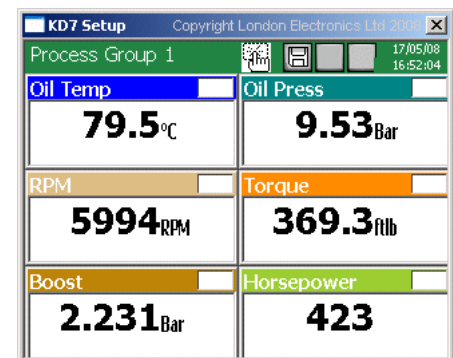 KD7 Setup Copyright London Electronics Ltd 2008
Process Group 1 17/05/08
16:52:04
Oil Temp Oil Press
79.5°C 9.53Bar
RPM Torque
5994RPM 369.3ftlb
Boost Horsepower
2.231Bar 423